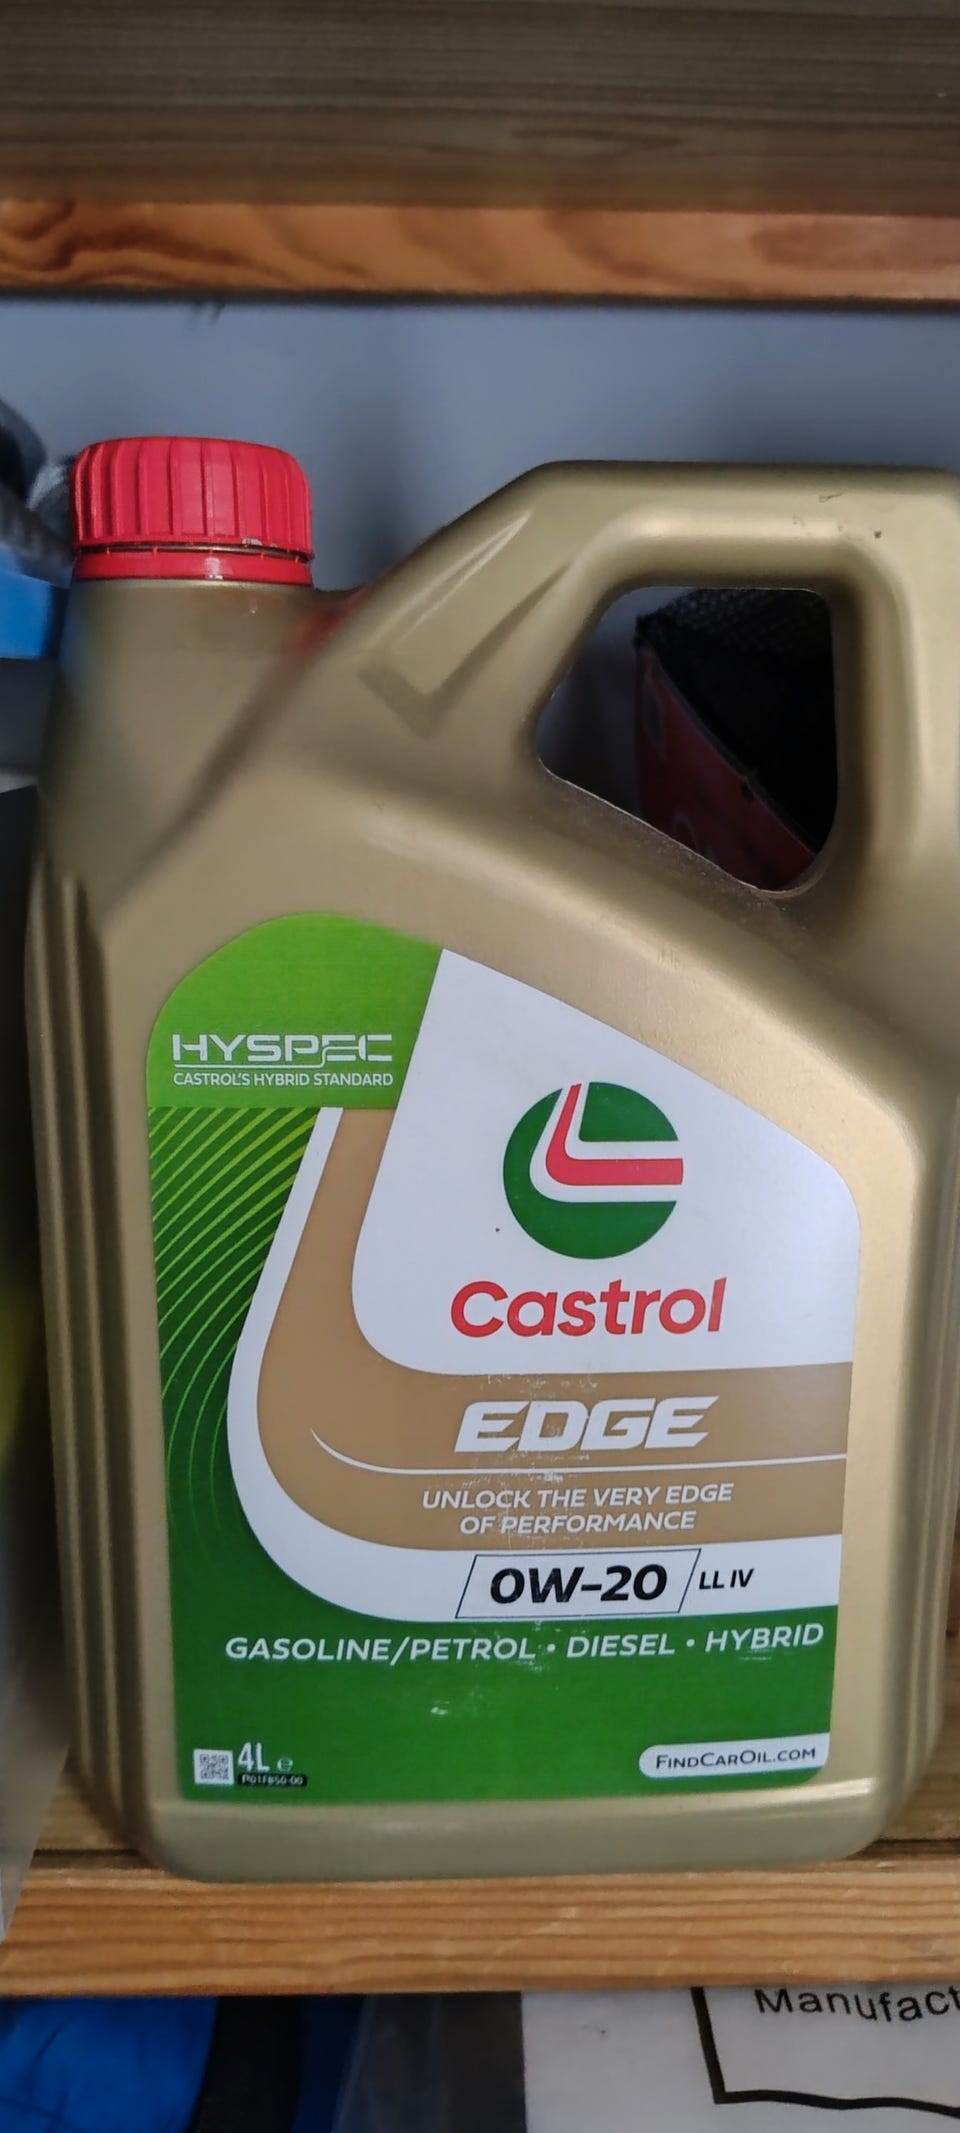 HYSPEC
CASTROL'S HYBRID STANDARD
Castrol
EDGE
UNLOCK THE VERY EDGE
OF PERFORMANCE
0W-20 LL IV
GASOLINE/PETROL · DIESEL · HYBRID
4L e
FINDCAROIL.COM
Manufact